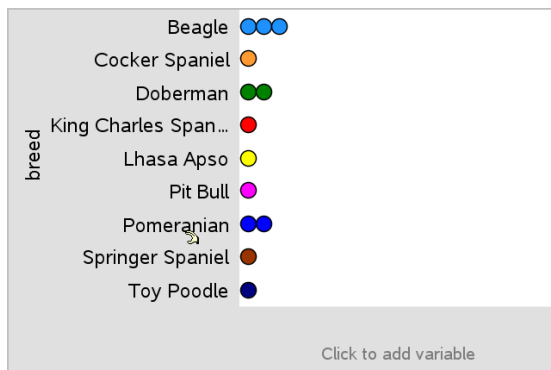 breed
Beagle
Cocker Spaniel
Doberman
King Charles Span...
Lhasa Apso
Pit Bull
Pomeranian
Springer Spaniel
Toy Poodle
Click to add variable